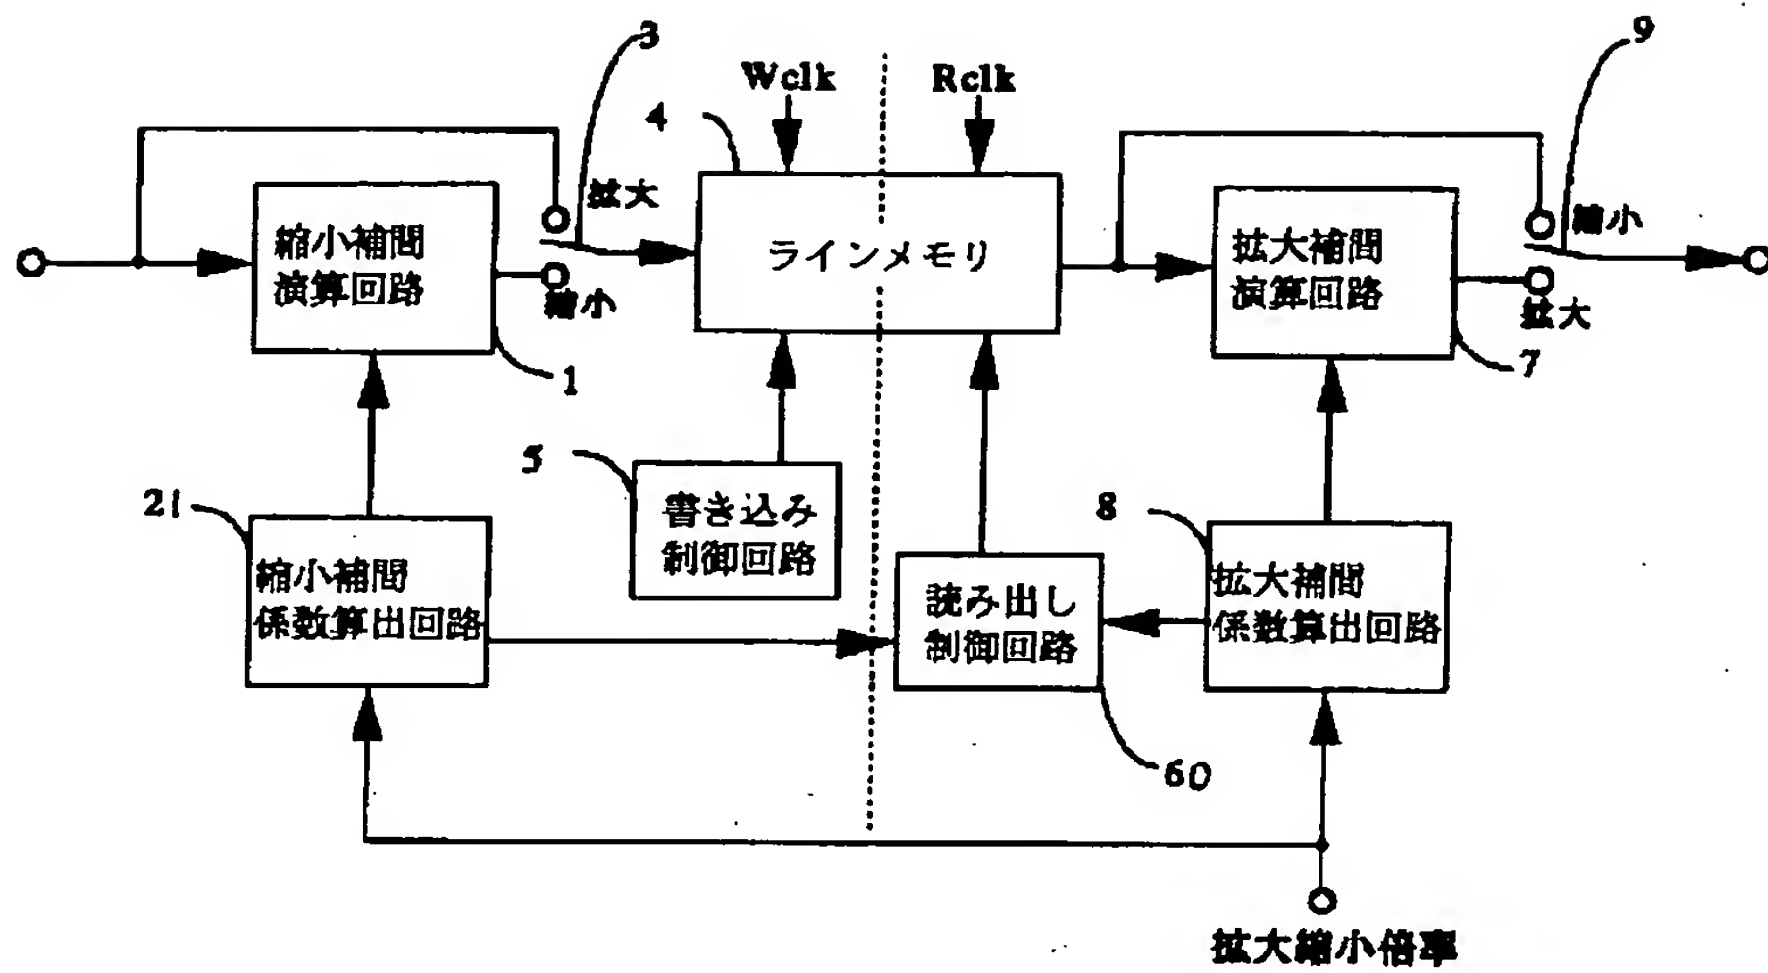 3
9
Wclk
Rclk
4
拡大
縮小補間
演算回路
縮小
1
ラインメモリ
拡大補間
演算回路
縮小
拡大
7
5
書き込み
制御回路
21
縮小補間
係数算出回路
8
拡大補間
係数算出回路
読み出し
制御回路
60
拡大縮小倍率